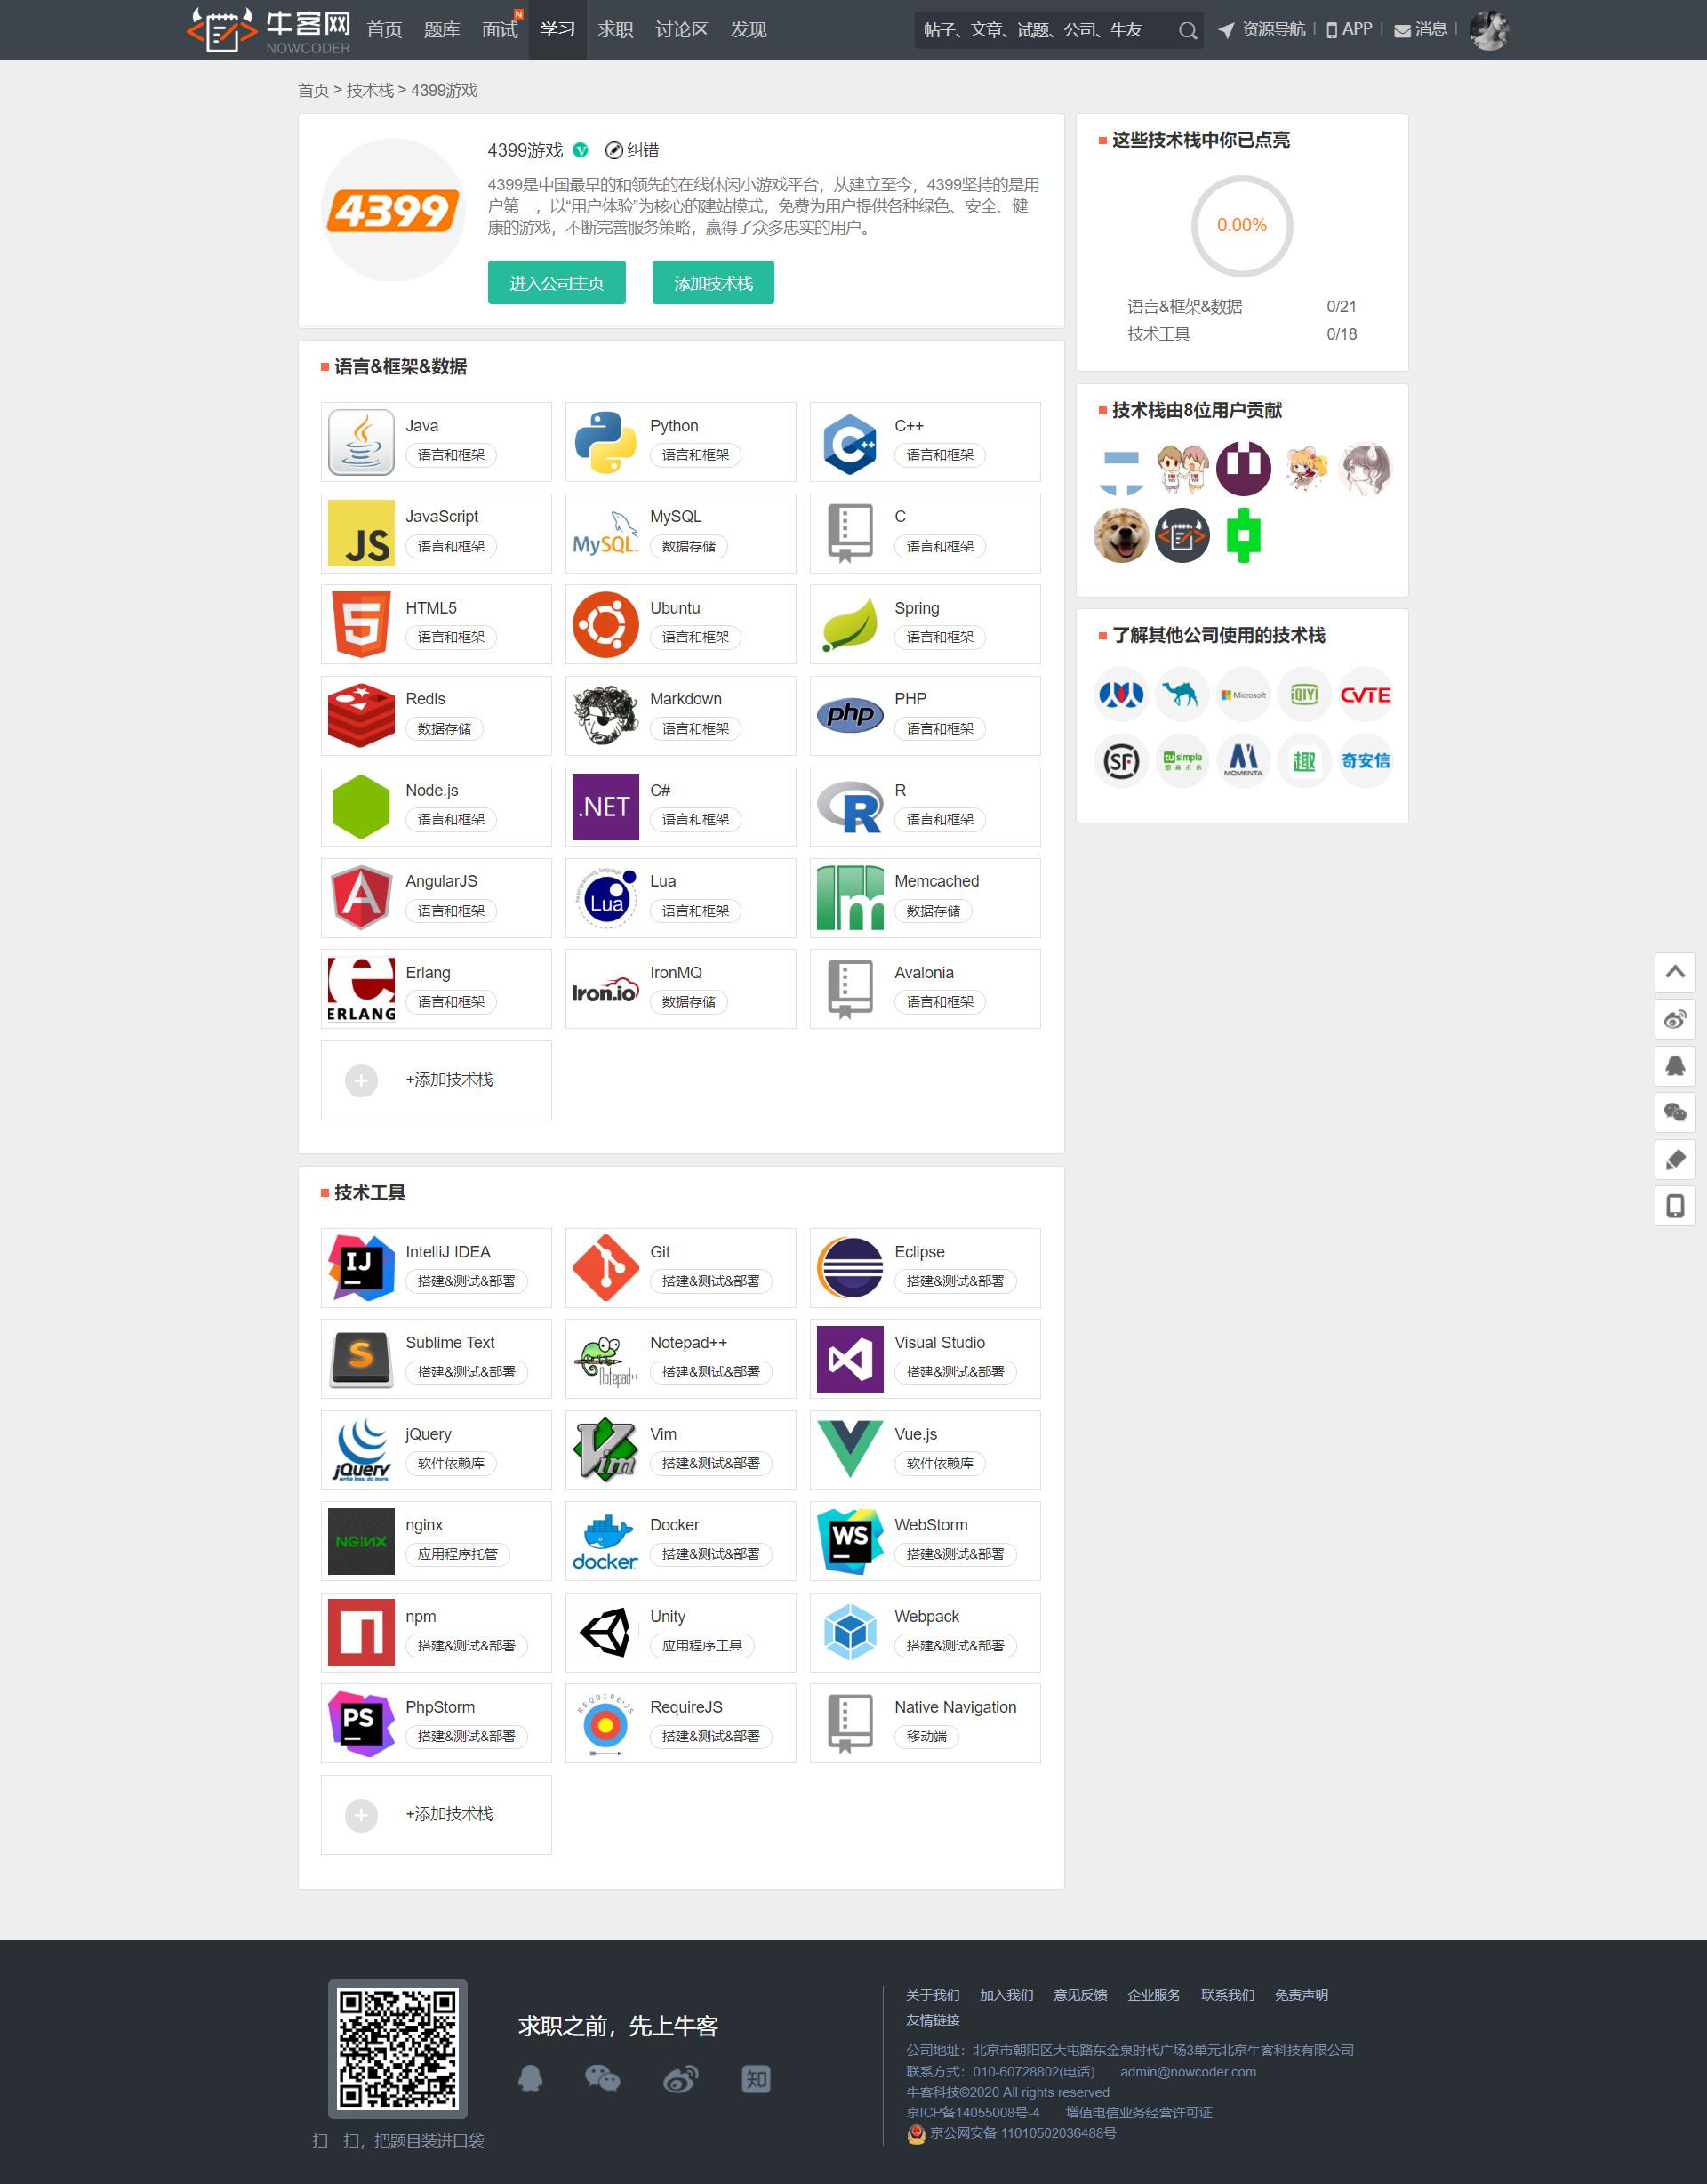 牛客网
NOWCODER
首页 题库 面试 学习 求职 讨论区 发现
N
帖子、文章、试题、公司、牛友
资源导航 APP 消息
首页 > 技术栈 > 4399游戏
4399
4399游戏 纠错
4399是中国最早的和领先的在线休闲小游戏平台，从建立至今，4399坚持的是用
户第一，以“用户体验”为核心的建站模式，免费为用户提供各种绿色、安全、健
康的游戏，不断完善服务策略，赢得了众多忠实的用户。
进入公司主页 添加技术栈
语言&框架&数据
Java Python C++
语言和框架 语言和框架 语言和框架
JS MySQL
JavaScript MySQL C
语言和框架 数据存储 语言和框架
HTML5 Ubuntu Spring
语言和框架 语言和框架 语言和框架
php
Redis Markdown PHP
数据存储 语言和框架 语言和框架
.NET R
Node.js C# R
语言和框架 语言和框架 语言和框架
Lua
AngularJS Lua Memcached
语言和框架 语言和框架 数据存储
ERLANG Iron.io
Erlang IronMQ Avalonia
语言和框架 数据存储 语言和框架
+添加技术栈
技术工具
IJ
IntelliJ IDEA Git Eclipse
搭建&测试&部署 搭建&测试&部署 搭建&测试&部署
S Notepad++
Sublime Text Notepad++ Visual Studio
搭建&测试&部署 搭建&测试&部署 搭建&测试&部署
jQuery write less, do more. Vim
jQuery Vim Vue.js
软件依赖库 搭建&测试&部署 软件依赖库
NGINX docker WS
nginx Docker WebStorm
应用程序托管 搭建&测试&部署 搭建&测试&部署
npm Unity Webpack
搭建&测试&部署 应用程序工具 搭建&测试&部署
PS REQUIRE·JS
PhpStorm RequireJS Native Navigation
搭建&测试&部署 搭建&测试&部署 移动端
+添加技术栈
这些技术栈中你已点亮
0.00%
语言&框架&数据 0/21
技术工具 0/18
技术栈由8位用户贡献
了解其他公司使用的技术栈
Microsoft iQIYI CVTE
SF tusimple 图森未来 MOMENTA 趣 奇安信
扫一扫，把题目装进口袋
求职之前，先上牛客
知
关于我们 加入我们 意见反馈 企业服务 联系我们 免责声明
友情链接
公司地址：北京市朝阳区大屯路东金泉时代广场3单元北京牛客科技有限公司
联系方式：010-60728802(电话) admin@nowcoder.com
牛客科技©2020 All rights reserved
京ICP备14055008号-4 增值电信业务经营许可证
京公网安备 11010502036488号